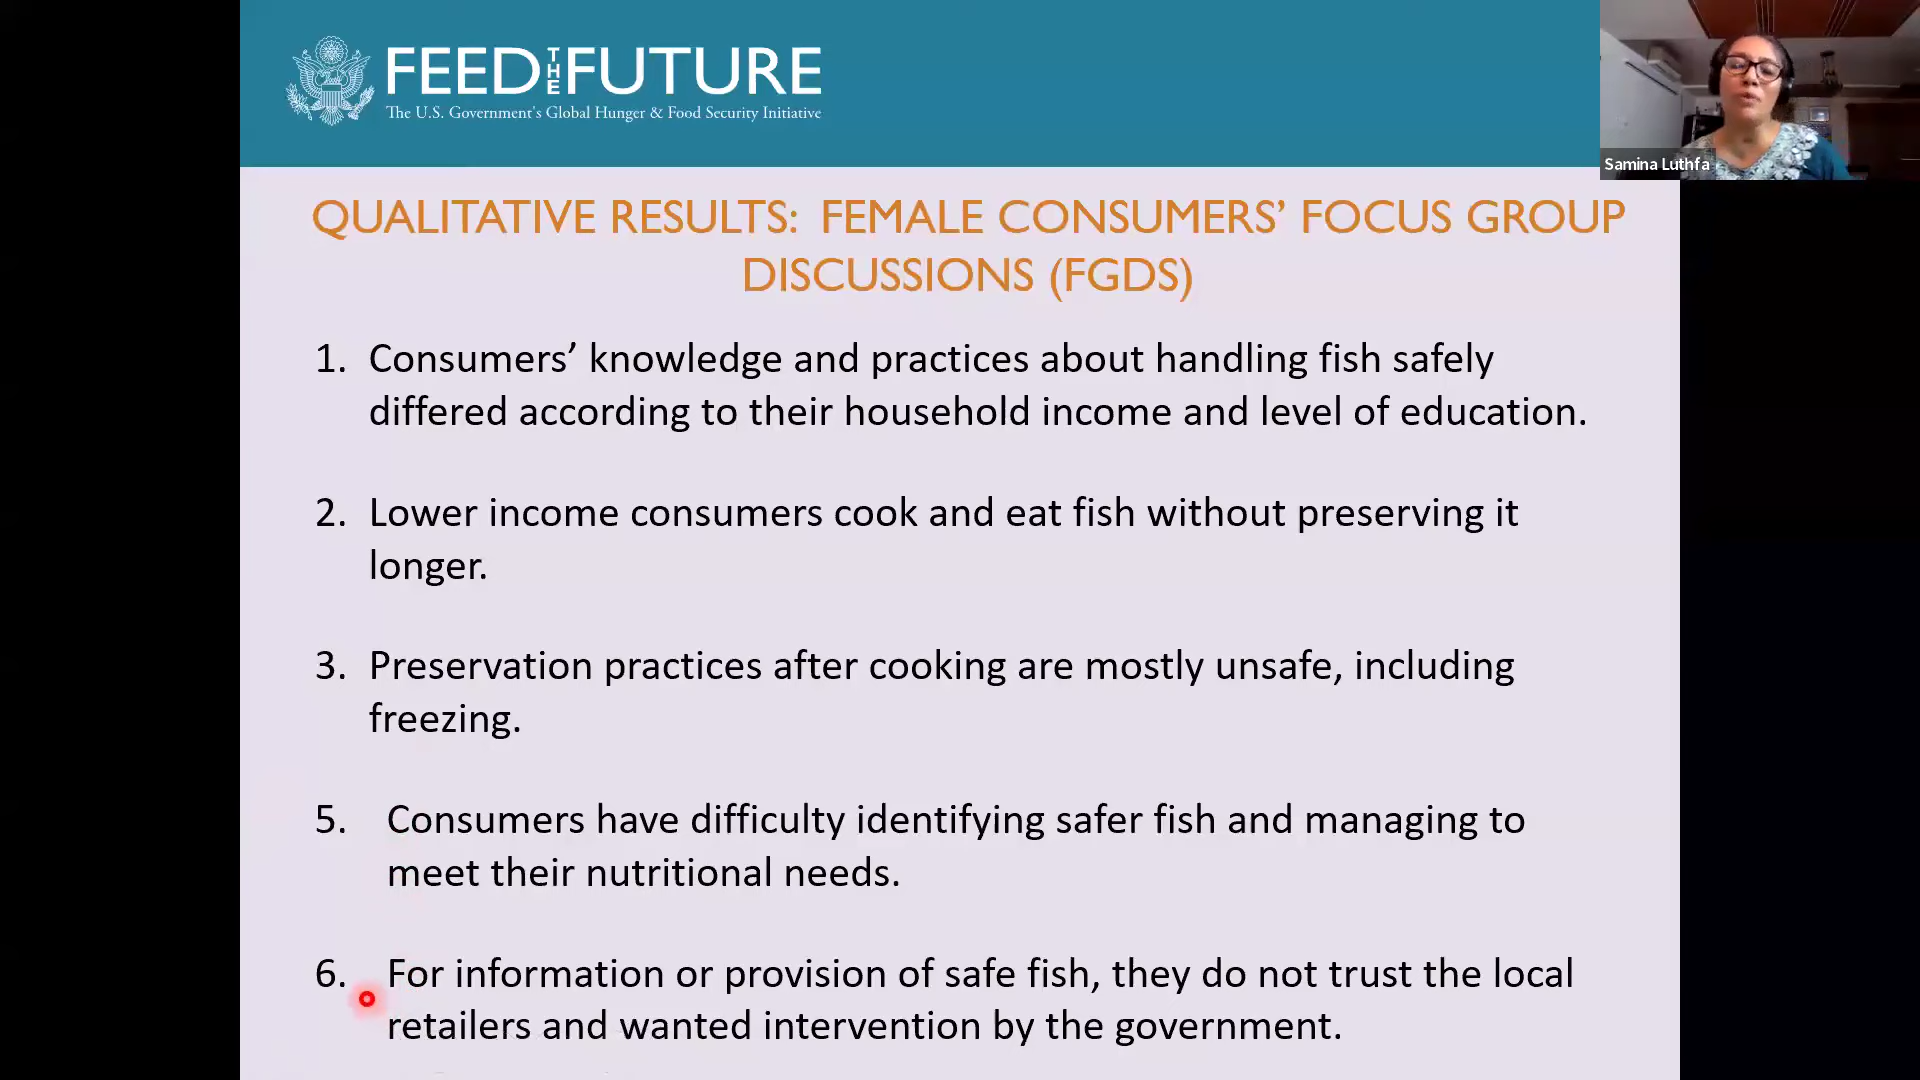 FEED THE FUTURE
The U.S. Government's Global Hunger & Food Security Initiative
Samina Luthfa
QUALITATIVE RESULTS: FEMALE CONSUMERS’ FOCUS GROUP
DISCUSSIONS (FGDS)
1. Consumers’ knowledge and practices about handling fish safely
differed according to their household income and level of education.
2. Lower income consumers cook and eat fish without preserving it
longer.
3. Preservation practices after cooking are mostly unsafe, including
freezing.
5. Consumers have difficulty identifying safer fish and managing to
meet their nutritional needs.
6. For information or provision of safe fish, they do not trust the local
retailers and wanted intervention by the government.